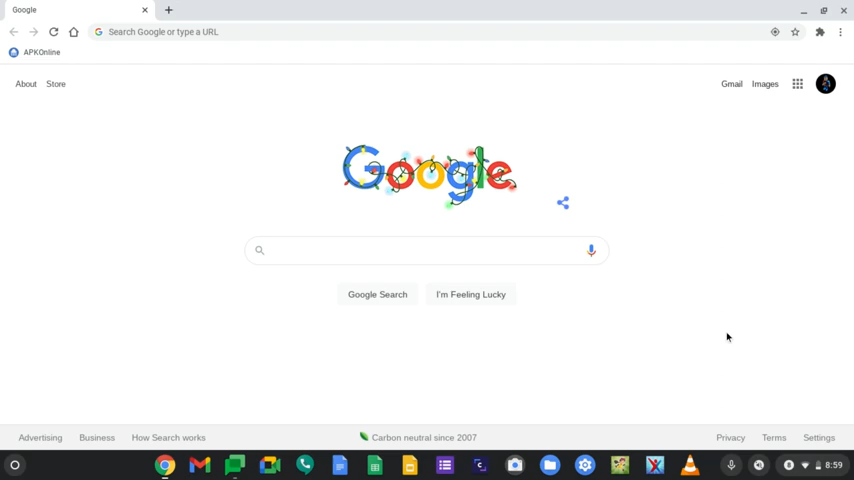 Google
Search Google or type a URL
APKOnline
About Store
Gmail Images
Google
Google Search I'm Feeling Lucky
Advertising Business How Search works
Carbon neutral since 2007
Privacy Terms Settings
8:59